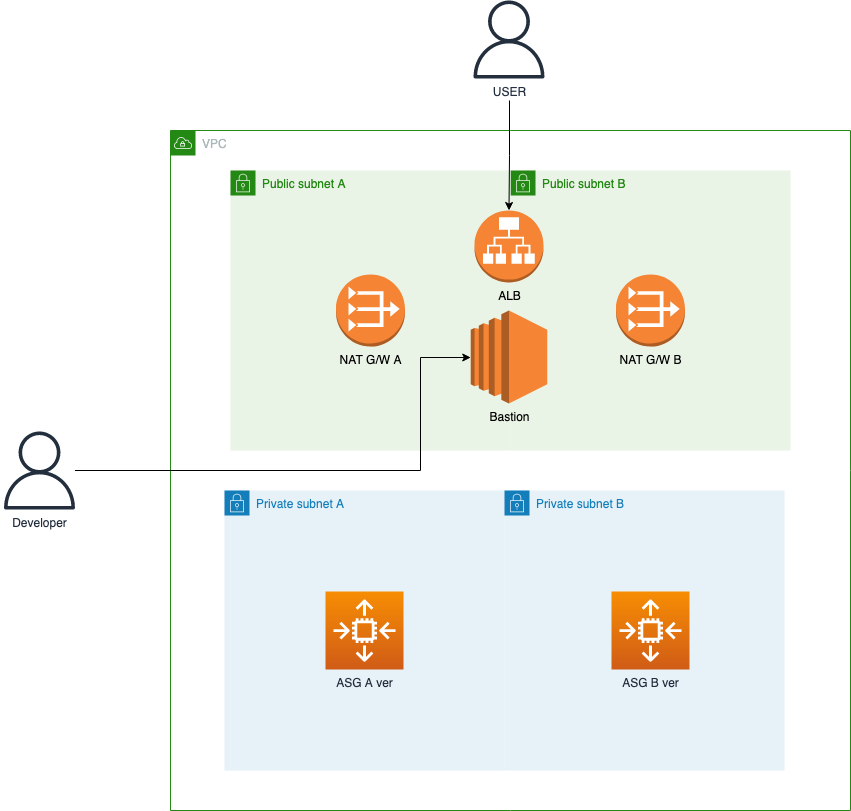 USER
VPC
Public subnet A
Public subnet B
ALB
NAT G/W A
NAT G/W B
Bastion
Developer
Private subnet A
Private subnet B
ASG A ver
ASG B ver